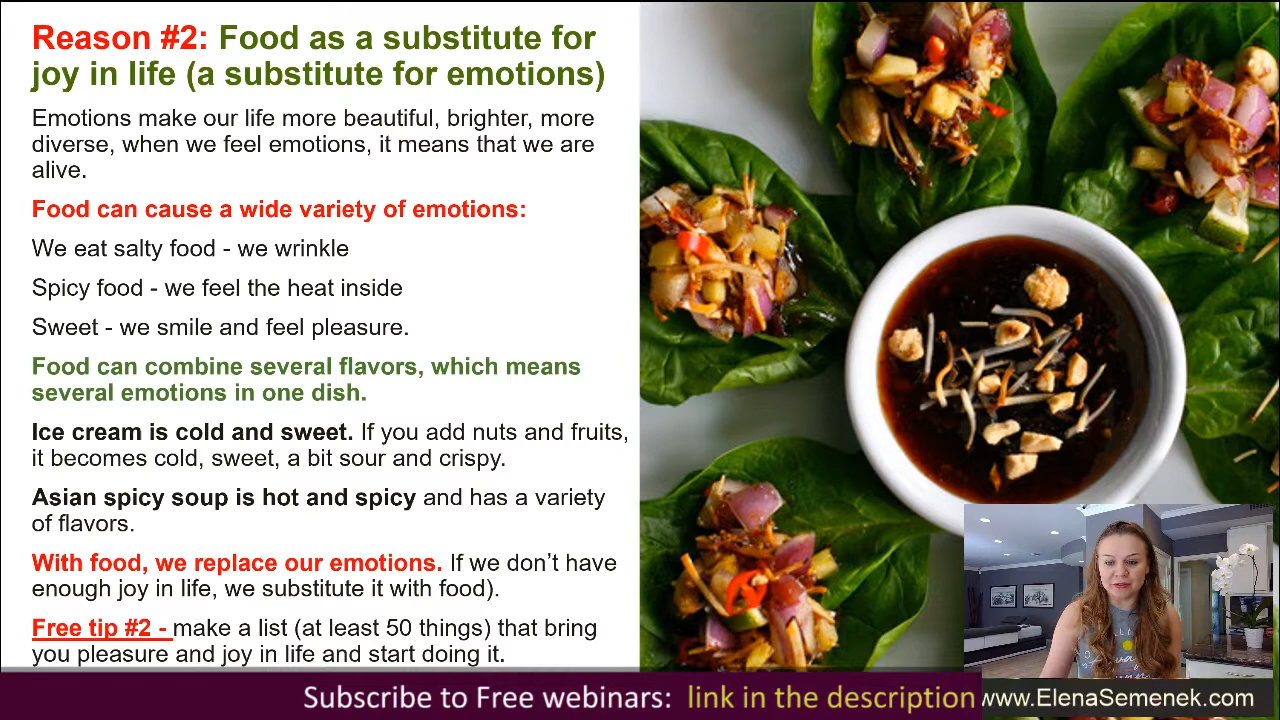 Reason #2: Food as a substitute for
joy in life (a substitute for emotions)
Emotions make our life more beautiful, brighter, more
diverse, when we feel emotions, it means that we are
alive.
Food can cause a wide variety of emotions:
We eat salty food - we wrinkle
Spicy food - we feel the heat inside
Sweet - we smile and feel pleasure.
Food can combine several flavors, which means
several emotions in one dish.
Ice cream is cold and sweet. If you add nuts and fruits,
it becomes cold, sweet, a bit sour and crispy.
Asian spicy soup is hot and spicy and has a variety
of flavors.
With food, we replace our emotions. If we don’t have
enough joy in life, we substitute it with food).
Free tip #2 - make a list (at least 50 things) that bring
you pleasure and joy in life and start doing it.
Subscribe to Free webinars: link in the description
www.ElenaSemenek.com